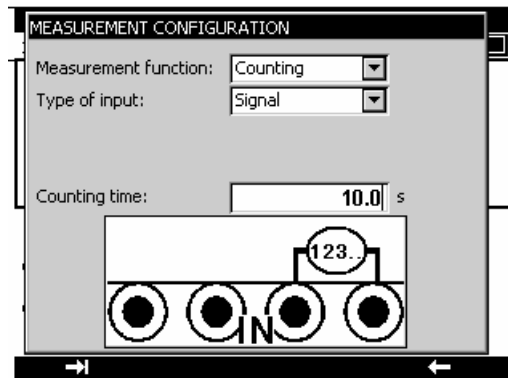 MEASUREMENT CONFIGURATION
Measurement function: Counting
Type of input: Signal
Counting time: 10.0 s
123..
IN